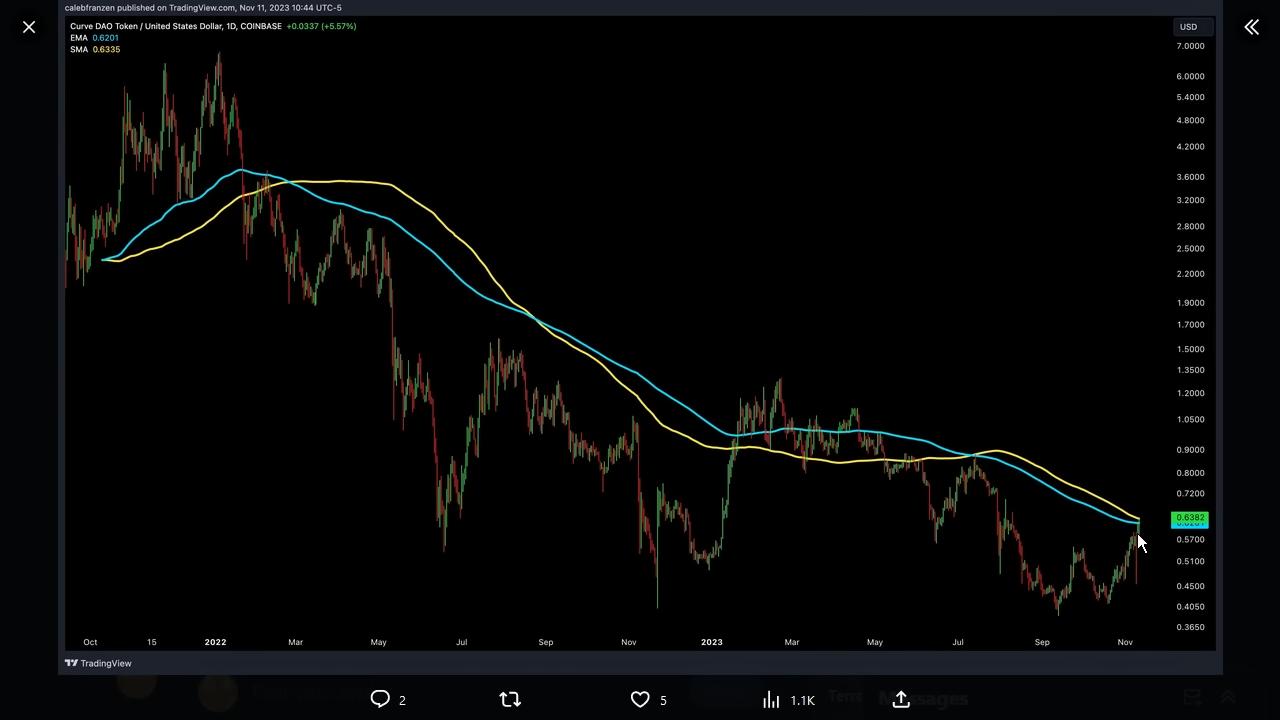 calebfranzen published on TradingView.com, Nov 11, 2023 10:44 UTC-5
Curve DAO Token / United States Dollar, 1D, COINBASE +0.0337 (+5.57%)
EMA 0.6201
SMA 0.6335
USD
7.0000
6.0000
5.4000
4.8000
4.2000
3.6000
3.2000
2.8000
2.5000
2.2000
1.9000
1.7000
1.5000
1.3500
1.2000
1.0500
0.9000
0.8000
0.7200
0.6382
0.5700
0.5100
0.4500
0.4050
0.3650
Oct 15 2022 Mar May Jul Sep Nov 2023 Mar May Jul Sep Nov
TradingView
2 5 1.1K
Messages